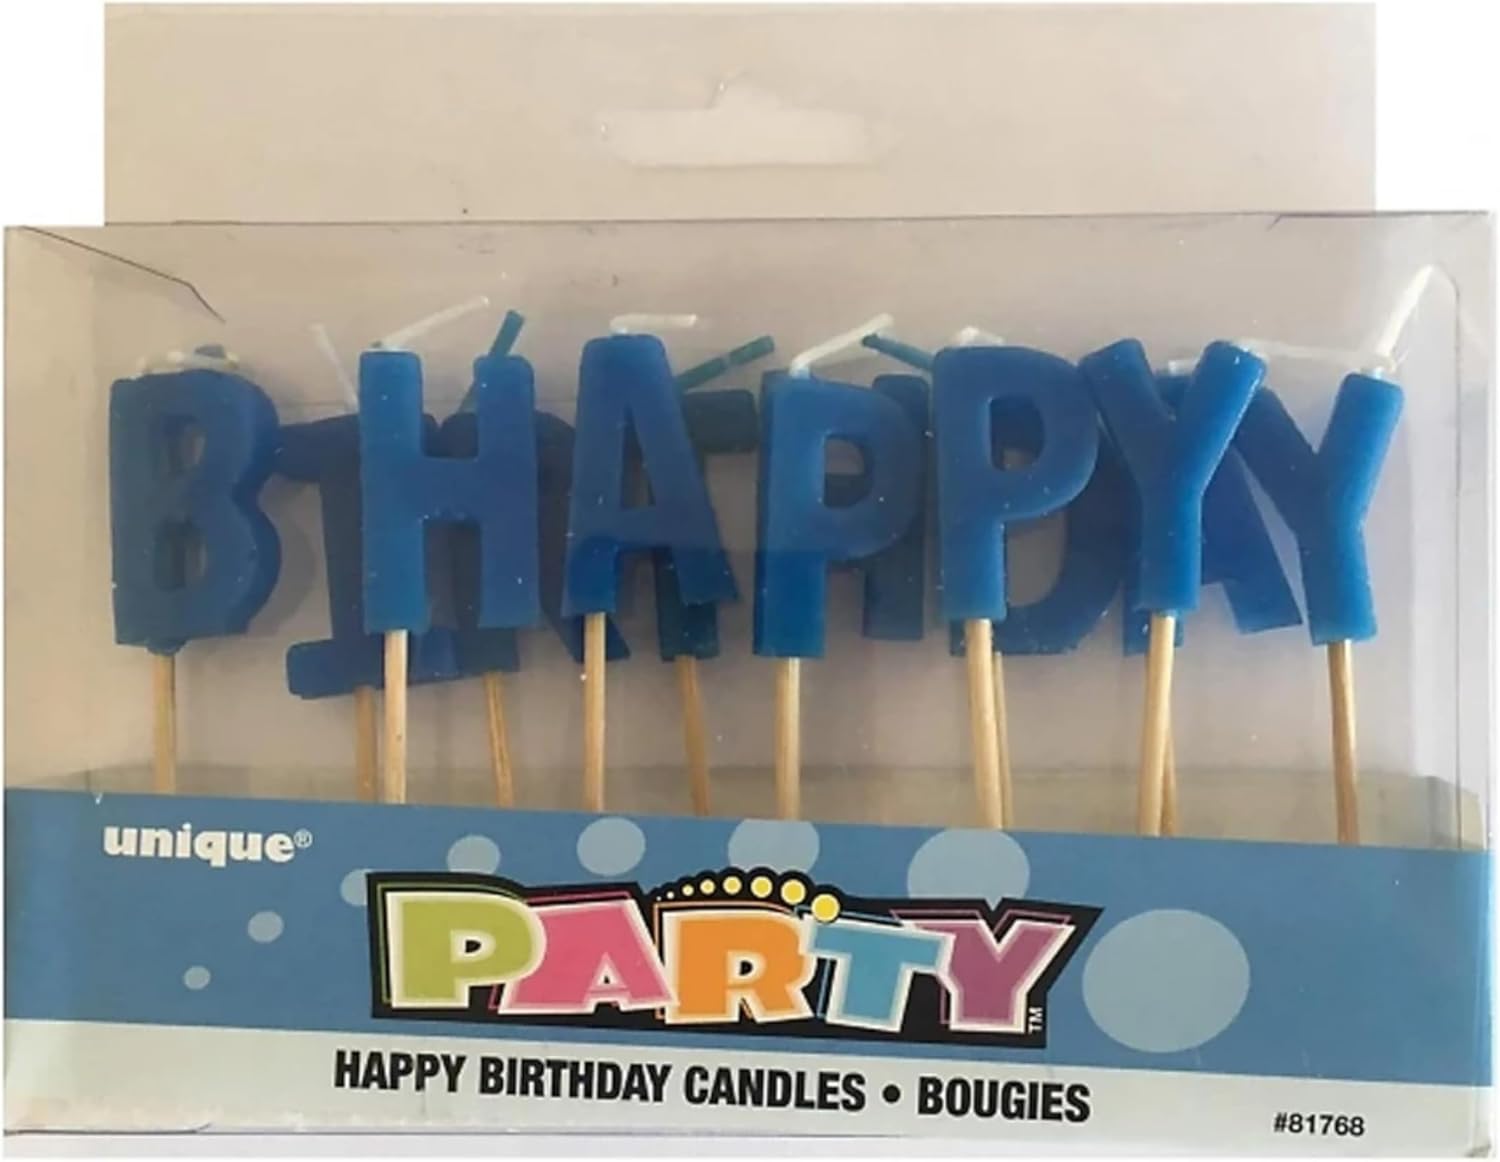 HAPPY
BIRTHDAY
unique®
PARTY™
HAPPY BIRTHDAY CANDLES • BOUGIES
#81768